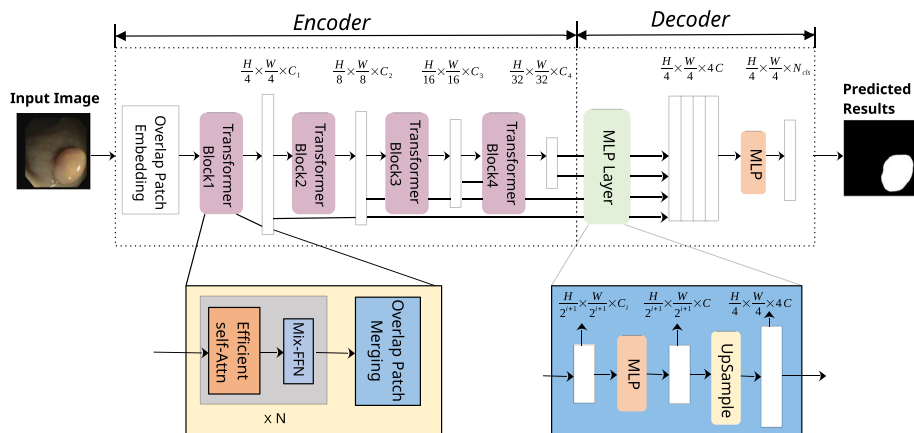 Encoder
Decoder
H/4 × W/4 × C₁
H/8 × W/8 × C₂
H/16 × W/16 × C₃
H/32 × W/32 × C₄
H/4 × W/4 × 4C
H/4 × W/4 × N_cls
Input Image
Predicted
Results
Overlap Patch
Embedding
Transformer
Block1
Transformer
Block2
Transformer
Block3
Transformer
Block4
MLP Layer
MLP
Efficient
self-Attn
Mix-FFN
Overlap Patch
Merging
x N
H/2^{i+1} × W/2^{i+1} × C_i
H/2^{i+1} × W/2^{i+1} × C
H/4 × W/4 × 4C
MLP
UpSample